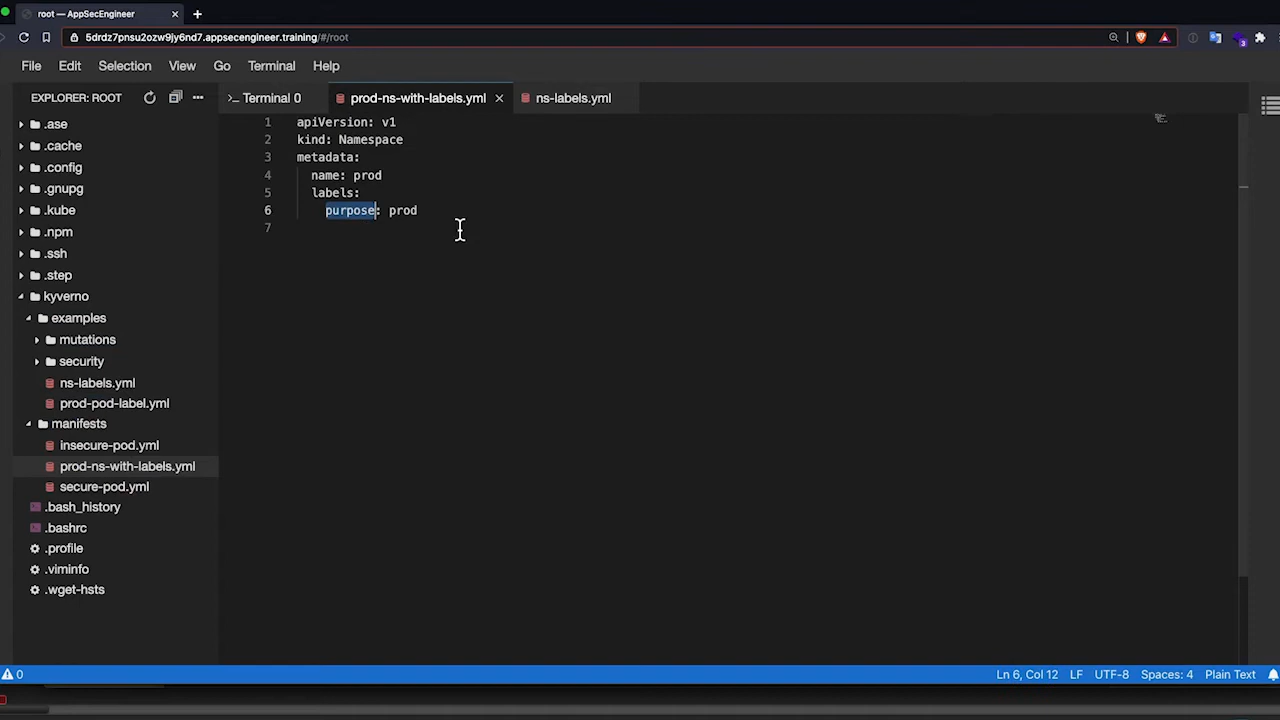 root — AppSecEngineer
5drdz7pnsu2ozw9jy6nd7.appsecengineer.training/#/root
3
File Edit Selection View Go Terminal Help
EXPLORER: ROOT
Terminal 0
prod-ns-with-labels.yml
ns-labels.yml
.ase
.cache
.config
.gnupg
.kube
.npm
.ssh
.step
kyverno
examples
mutations
security
ns-labels.yml
prod-pod-label.yml
manifests
insecure-pod.yml
prod-ns-with-labels.yml
secure-pod.yml
.bash_history
.bashrc
.profile
.viminfo
.wget-hsts
1 apiVersion: v1
2 kind: Namespace
3 metadata:
4 name: prod
5 labels:
6 purpose: prod
7
0
Ln 6, Col 12 LF UTF-8 Spaces: 4 Plain Text